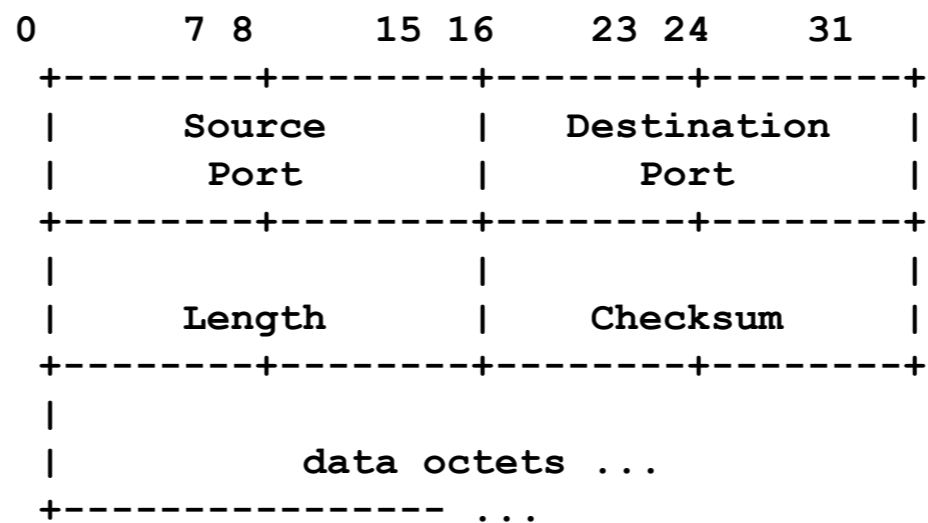 0 7 8 15 16 23 24 31
+--------+--------+--------+--------+
| Source | Destination |
| Port | Port |
+--------+--------+--------+--------+
| | |
| Length | Checksum |
+--------+--------+--------+--------+
|
| data octets ...
+---------------- ...